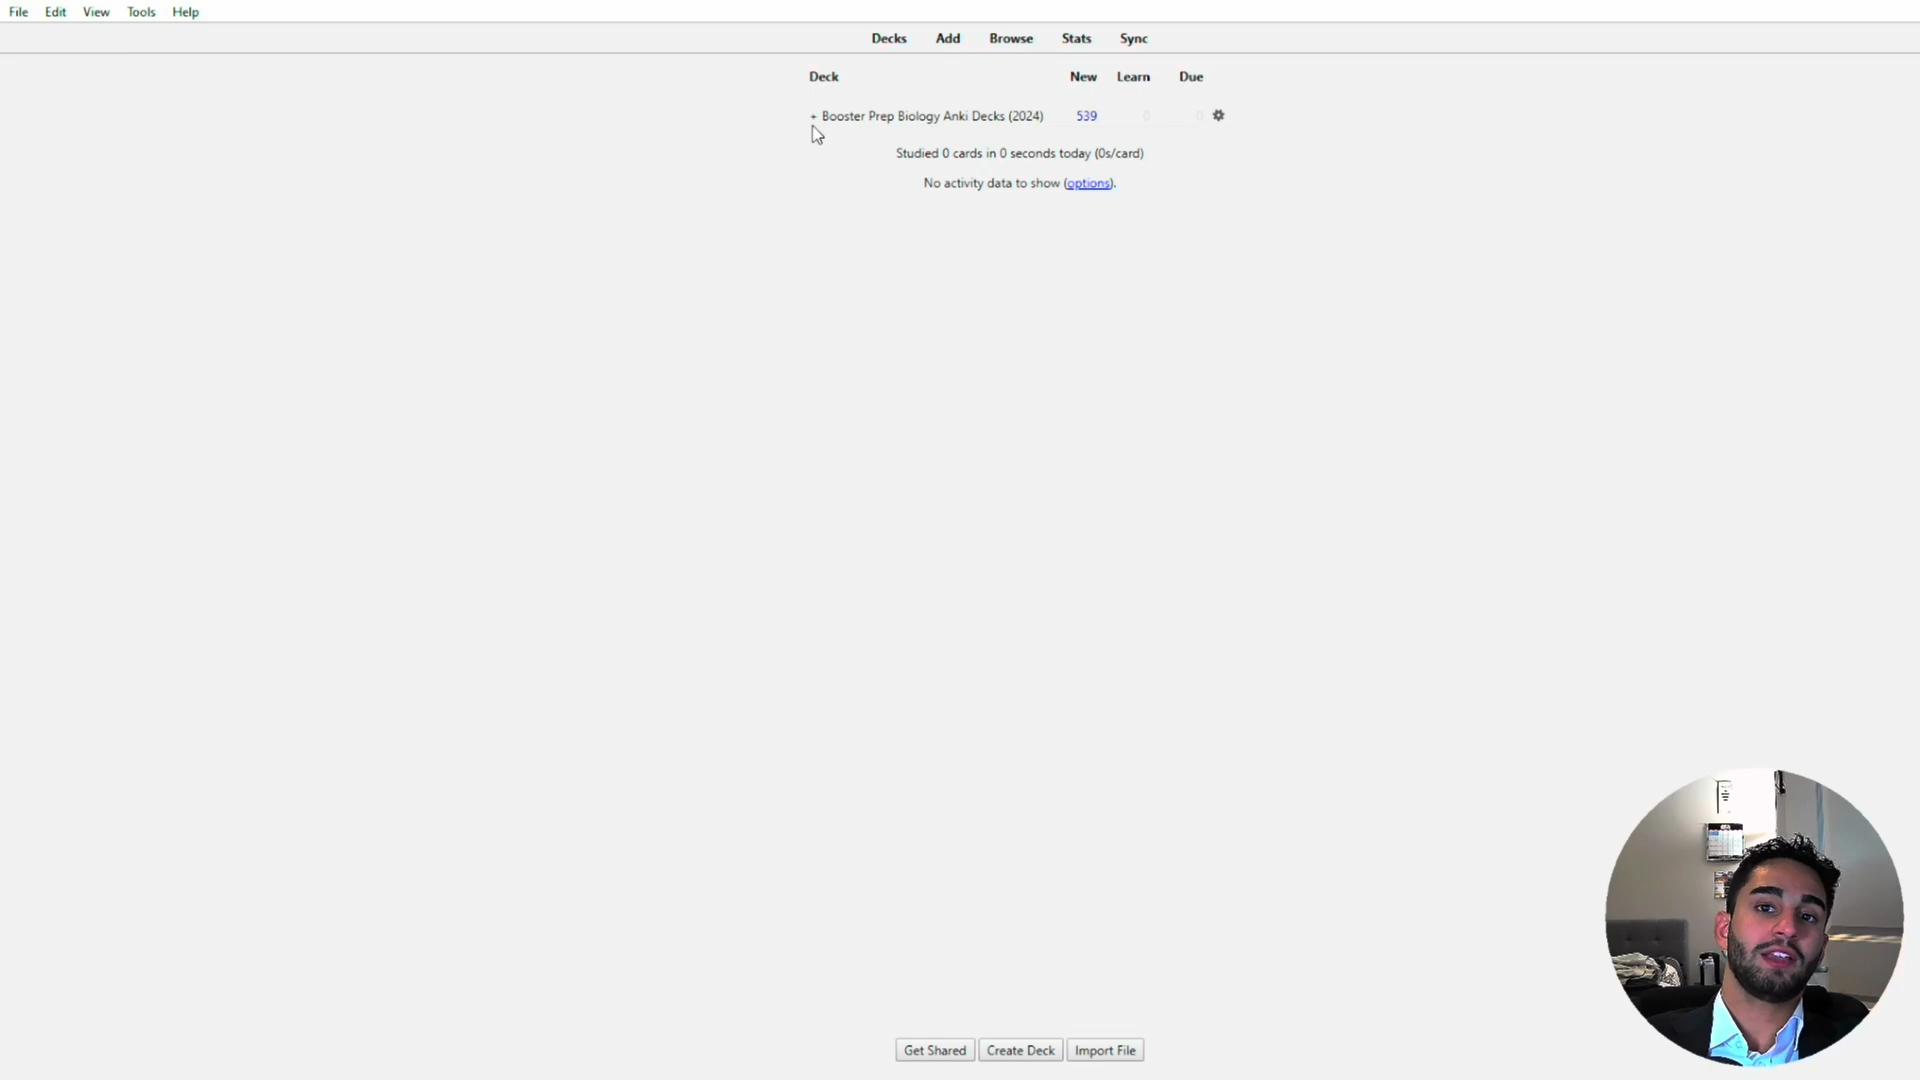 File Edit View Tools Help
Decks Add Browse Stats Sync
Deck New Learn Due
+ Booster Prep Biology Anki Decks (2024) 539 0 0
Studied 0 cards in 0 seconds today (0s/card)
No activity data to show (options).
Get Shared Create Deck Import File